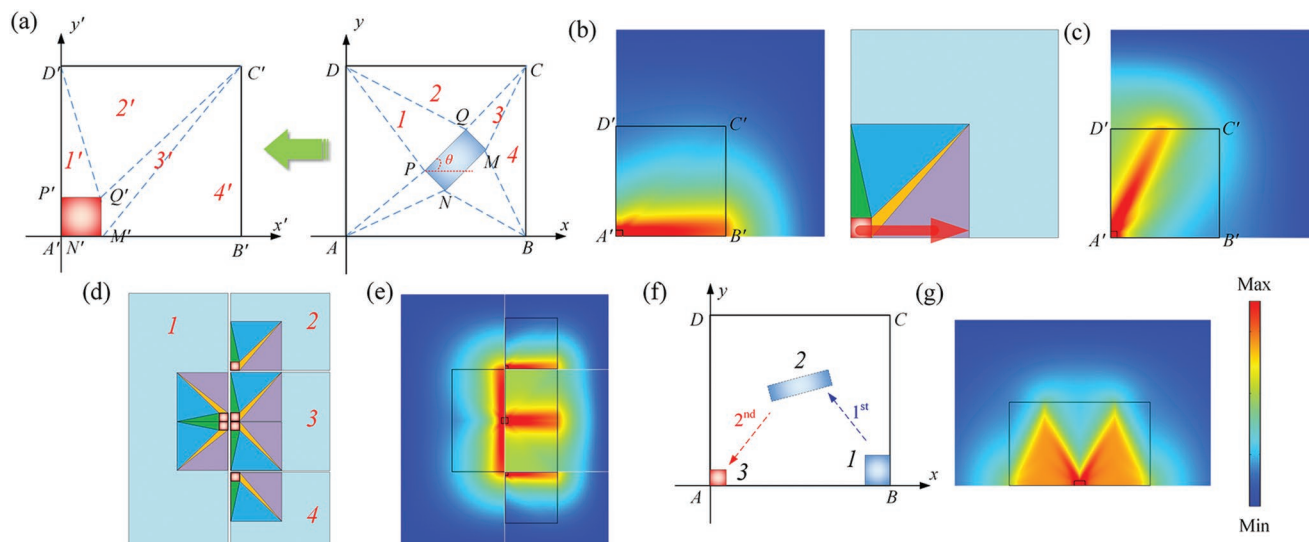 (a)
y'
D'
C'
2'
1'
3'
4'
P'
Q'
x'
A'
N'
M'
B'
y
D
C
2
Q
1
3
θ
P
M
4
N
x
A
B
(b)
D'
C'
A'
B'
(c)
D'
C'
A'
B'
(d)
1
2
3
4
(e)
(f)
y
D
C
2
2nd
1st
1
3
x
A
B
(g)
Max
Min